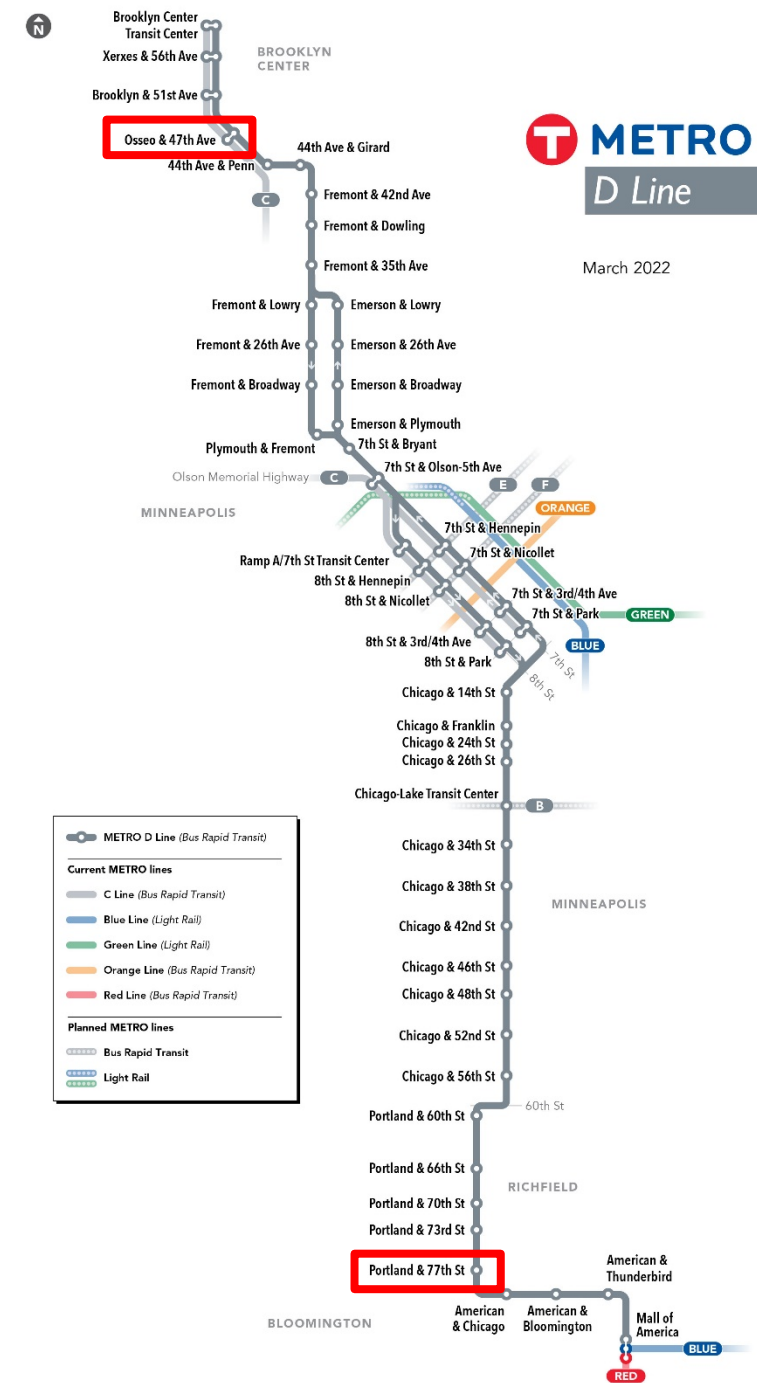 N
Brooklyn Center
Transit Center
Xerxes & 56th Ave
BROOKLYN
CENTER
Brooklyn & 51st Ave
Osseo & 47th Ave
44th Ave & Penn
44th Ave & Girard
C
T METRO
D Line
March 2022
Fremont & 42nd Ave
Fremont & Dowling
Fremont & 35th Ave
Fremont & Lowry
Emerson & Lowry
Fremont & 26th Ave
Emerson & 26th Ave
Fremont & Broadway
Emerson & Broadway
Emerson & Plymouth
Plymouth & Fremont
7th St & Bryant
Olson Memorial Highway
C
7th St & Olson-5th Ave
E
F
MINNEAPOLIS
ORANGE
7th St & Hennepin
Ramp A/7th St Transit Center
7th St & Nicollet
8th St & Hennepin
8th St & Nicollet
7th St & 3rd/4th Ave
7th St & Park
GREEN
8th St & 3rd/4th Ave
BLUE
8th St & Park
7th St
8th St
Chicago & 14th St
Chicago & Franklin
Chicago & 24th St
Chicago & 26th St
Chicago-Lake Transit Center
B
METRO D Line (Bus Rapid Transit)
Current METRO lines
C Line (Bus Rapid Transit)
Blue Line (Light Rail)
Green Line (Light Rail)
Orange Line (Bus Rapid Transit)
Red Line (Bus Rapid Transit)
Planned METRO lines
Bus Rapid Transit
Light Rail
Chicago & 34th St
Chicago & 38th St
MINNEAPOLIS
Chicago & 42nd St
Chicago & 46th St
Chicago & 48th St
Chicago & 52nd St
Chicago & 56th St
60th St
Portland & 60th St
Portland & 66th St
RICHFIELD
Portland & 70th St
Portland & 73rd St
Portland & 77th St
American &
Thunderbird
BLOOMINGTON
American
& Chicago
American &
Bloomington
Mall of
America
BLUE
RED